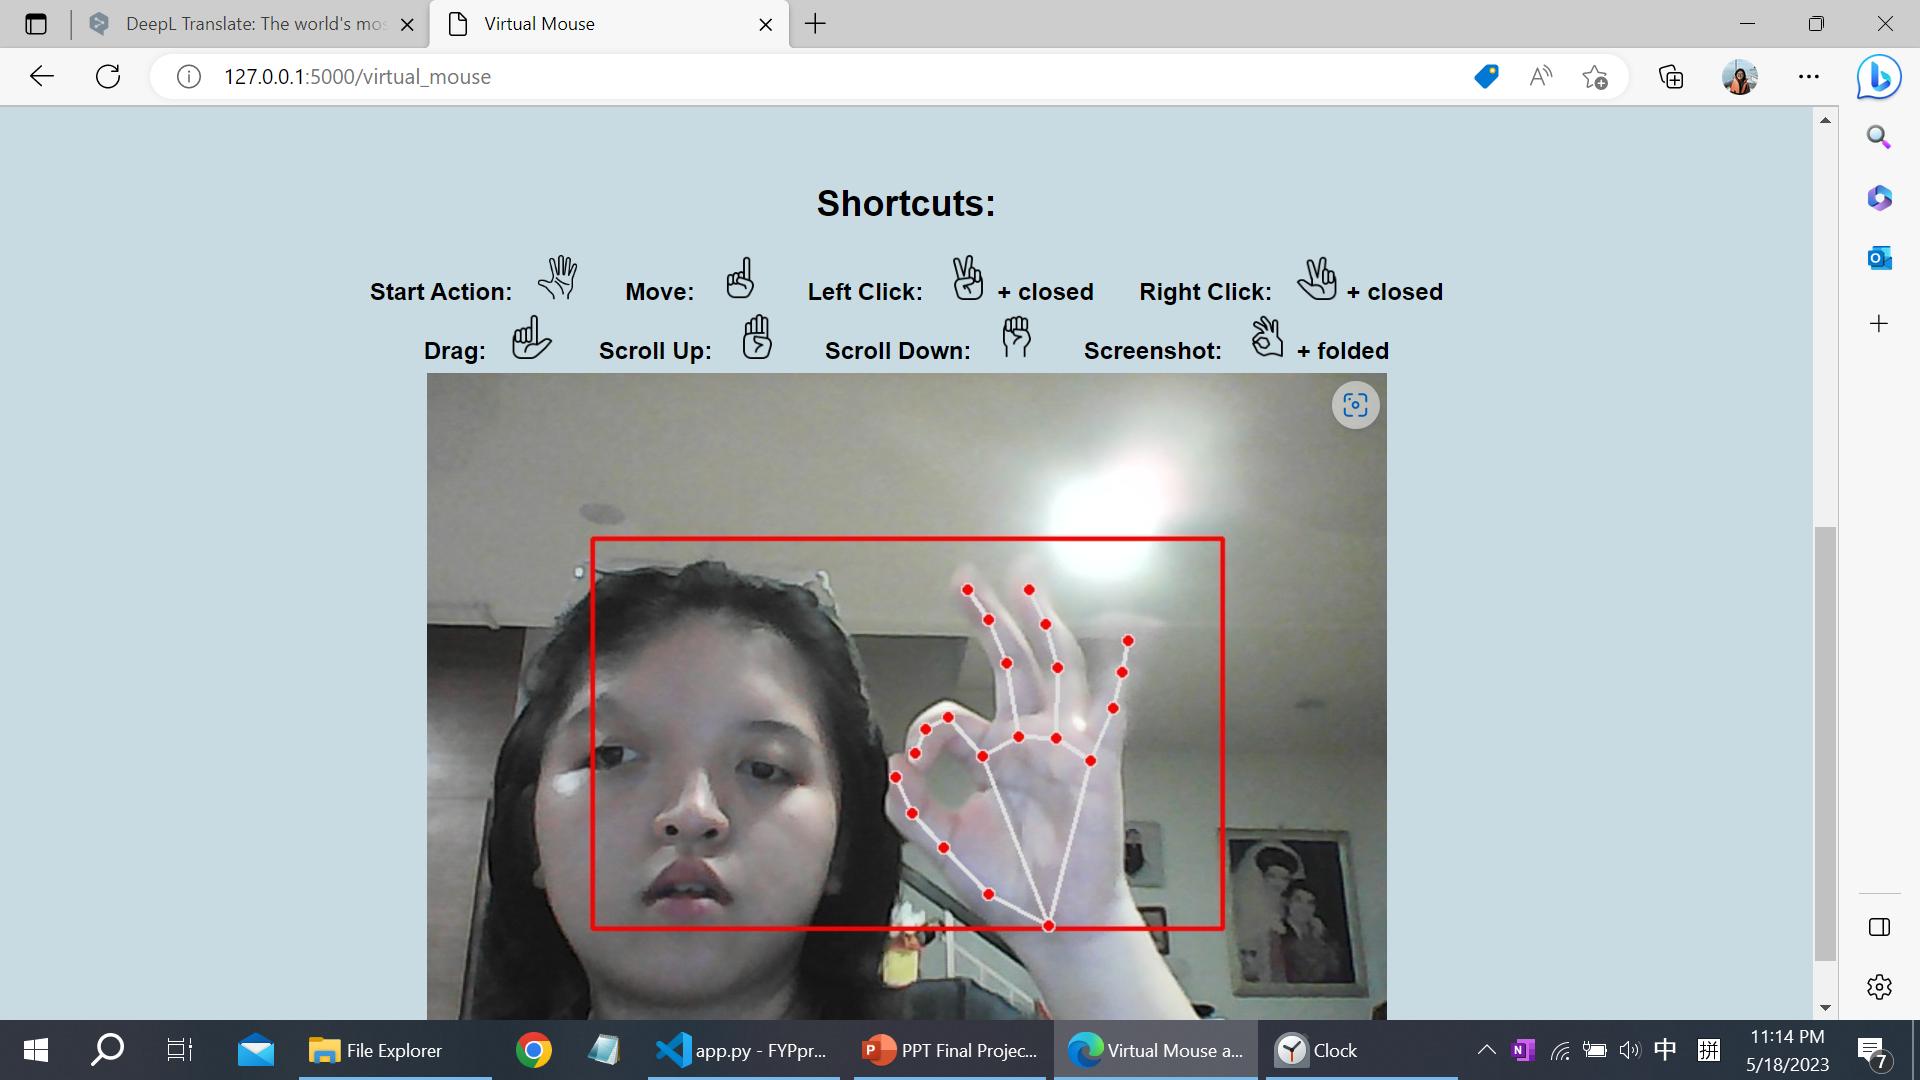 DeepL Translate: The world's mos
Virtual Mouse
127.0.0.1:5000/virtual_mouse
Shortcuts:
Start Action: Move: Left Click: + closed Right Click: + closed
Drag: Scroll Up: Scroll Down: Screenshot: + folded
File Explorer
app.py - FYPpr...
PPT Final Projec...
Virtual Mouse a...
Clock
中
拼
11:14 PM
5/18/2023
7